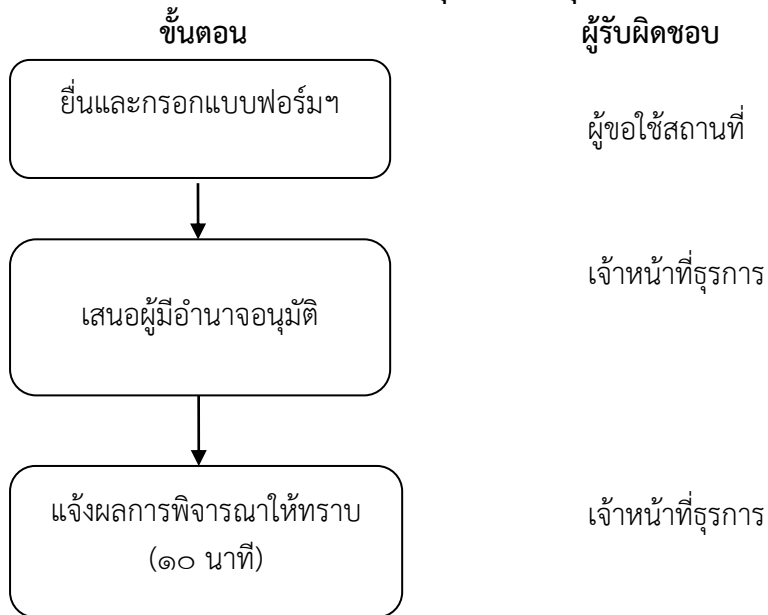 ขั้นตอน ผู้รับผิดชอบ
ยื่นและกรอกแบบฟอร์มฯ
ผู้ขอใช้สถานที่
เจ้าหน้าที่ธุรการ
เสนอผู้มีอำนาจอนุมัติ
แจ้งผลการพิจารณาให้ทราบ
เจ้าหน้าที่ธุรการ
(๑๐ นาที)